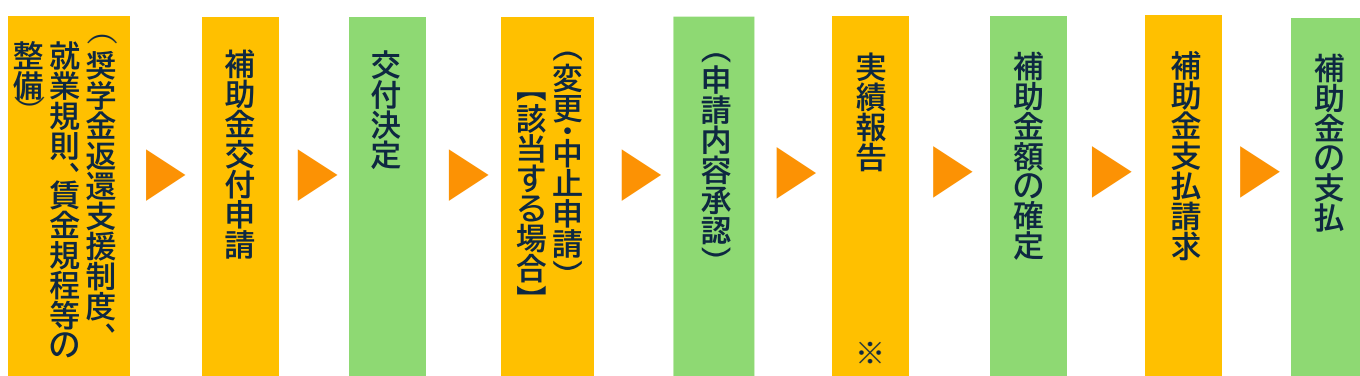 （奨学金返還支援制度、
就業規則、賃金規程等の
整備）
補助金交付申請
交付決定
（変更・中止申請）
【該当する場合】
（申請内容承認）
実績報告
※
補助金額の確定
補助金支払請求
補助金の支払